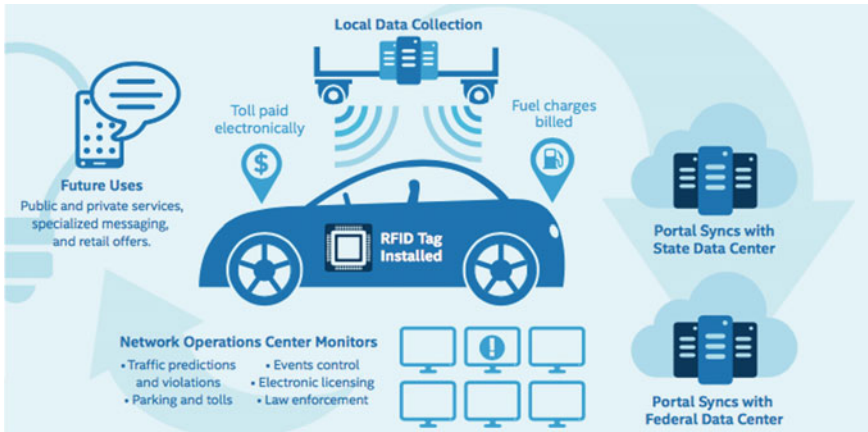 Local Data Collection
Toll paid
electronically
$
Fuel charges
billed
Future Uses
Public and private services,
specialized messaging,
and retail offers.
RFID Tag
Installed
Portal Syncs with
State Data Center
Network Operations Center Monitors
• Traffic predictions
and violations
• Parking and tolls
• Events control
• Electronic licensing
• Law enforcement
!
Portal Syncs with
Federal Data Center